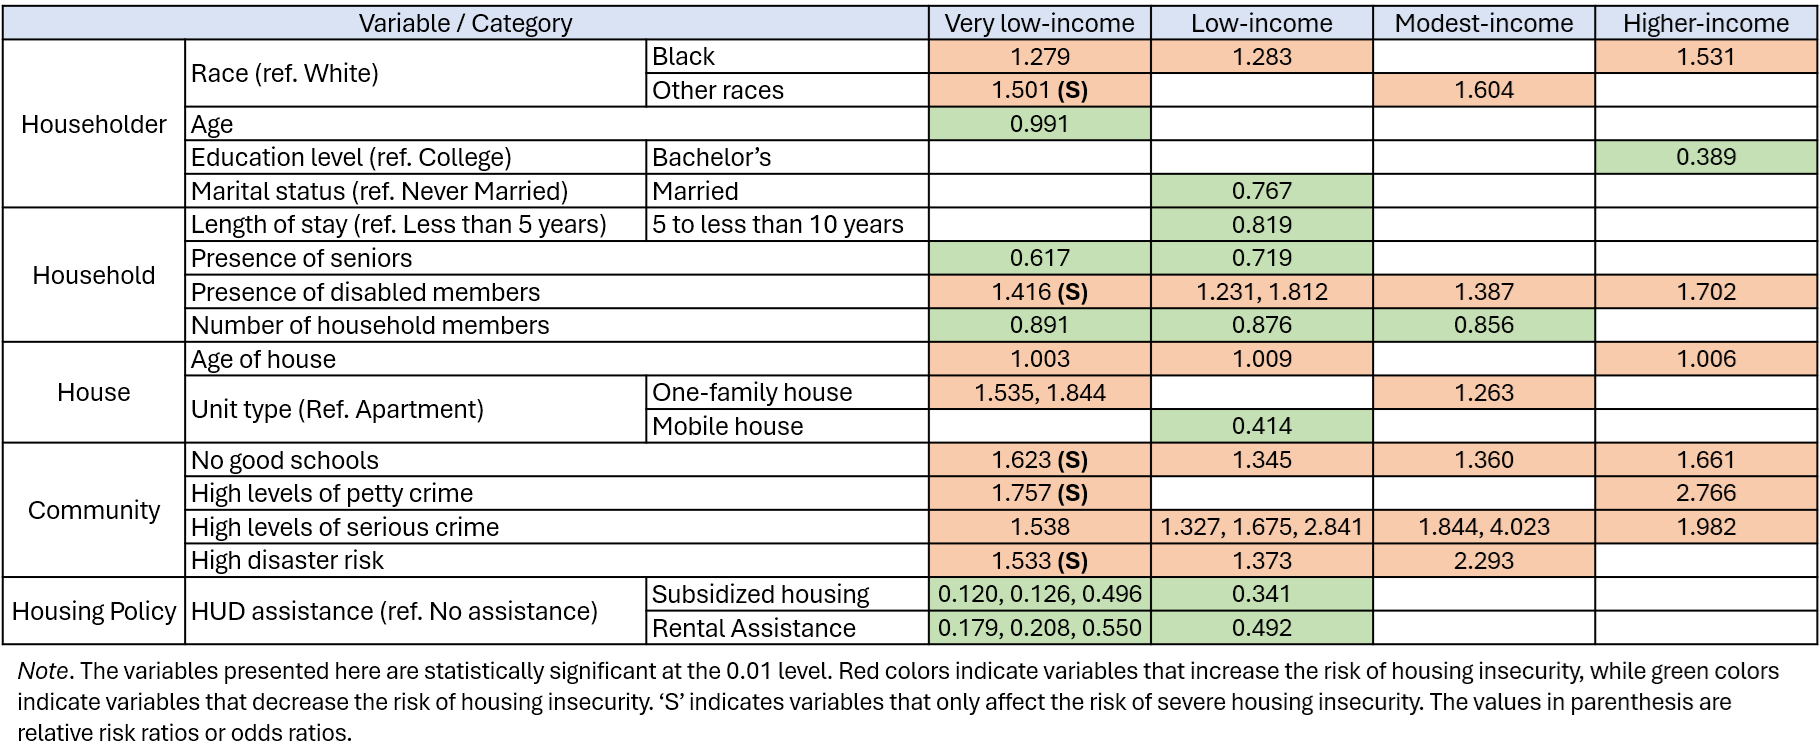 Variable / Category Very low-income Low-income Modest-income Higher-income
Householder Race (ref. White) Black 1.279 1.283 1.531
Other races 1.501 (S) 1.604
Age 0.991
Education level (ref. College) Bachelor’s 0.389
Marital status (ref. Never Married) Married 0.767
Household Length of stay (ref. Less than 5 years) 5 to less than 10 years 0.819
Presence of seniors 0.617 0.719
Presence of disabled members 1.416 (S) 1.231, 1.812 1.387 1.702
Number of household members 0.891 0.876 0.856
House Age of house 1.003 1.009 1.006
Unit type (Ref. Apartment) One-family house 1.535, 1.844 1.263
Mobile house 0.414
Community No good schools 1.623 (S) 1.345 1.360 1.661
High levels of petty crime 1.757 (S) 2.766
High levels of serious crime 1.538 1.327, 1.675, 2.841 1.844, 4.023 1.982
High disaster risk 1.533 (S) 1.373 2.293
Housing Policy HUD assistance (ref. No assistance) Subsidized housing 0.120, 0.126, 0.496 0.341
Rental Assistance 0.179, 0.208, 0.550 0.492
Note. The variables presented here are statistically significant at the 0.01 level. Red colors indicate variables that increase the risk of housing insecurity, while green colors
indicate variables that decrease the risk of housing insecurity. ‘S’ indicates variables that only affect the risk of severe housing insecurity. The values in parenthesis are
relative risk ratios or odds ratios.